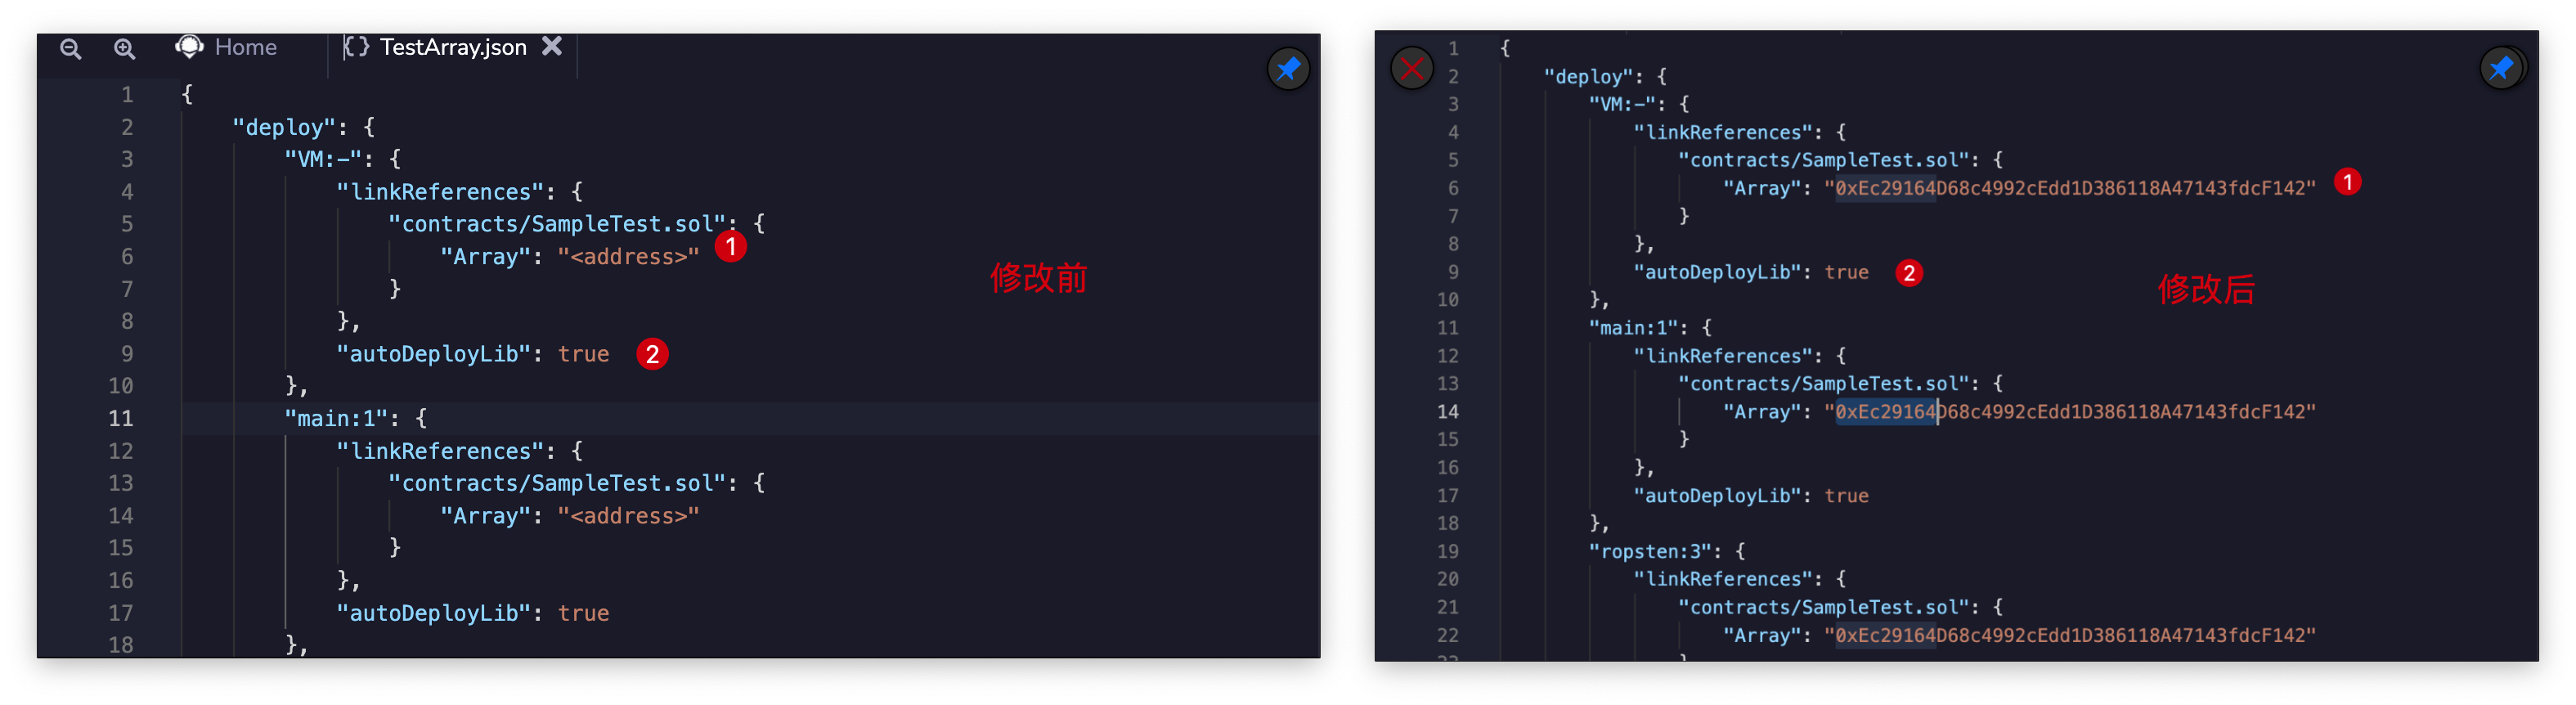 Home
{} TestArray.json
1 {
2 "deploy": {
3 "VM:-": {
4 "linkReferences": {
5 "contracts/SampleTest.sol": {
6 "Array": "<address>" 1
7 }
8 },
9 "autoDeployLib": true 2
10 },
11 "main:1": {
12 "linkReferences": {
13 "contracts/SampleTest.sol": {
14 "Array": "<address>"
15 }
16 },
17 "autoDeployLib": true
18 },
修改前
1 {
2 "deploy": {
3 "VM:-": {
4 "linkReferences": {
5 "contracts/SampleTest.sol": {
6 "Array": "0xEc29164D68c4992cEdd1D386118A47143fdcF142" 1
7 }
8 },
9 "autoDeployLib": true 2
10 },
11 "main:1": {
12 "linkReferences": {
13 "contracts/SampleTest.sol": {
14 "Array": "0xEc29164D68c4992cEdd1D386118A47143fdcF142"
15 }
16 },
17 "autoDeployLib": true
18 },
19 "ropsten:3": {
20 "linkReferences": {
21 "contracts/SampleTest.sol": {
22 "Array": "0xEc29164D68c4992cEdd1D386118A47143fdcF142"
修改后